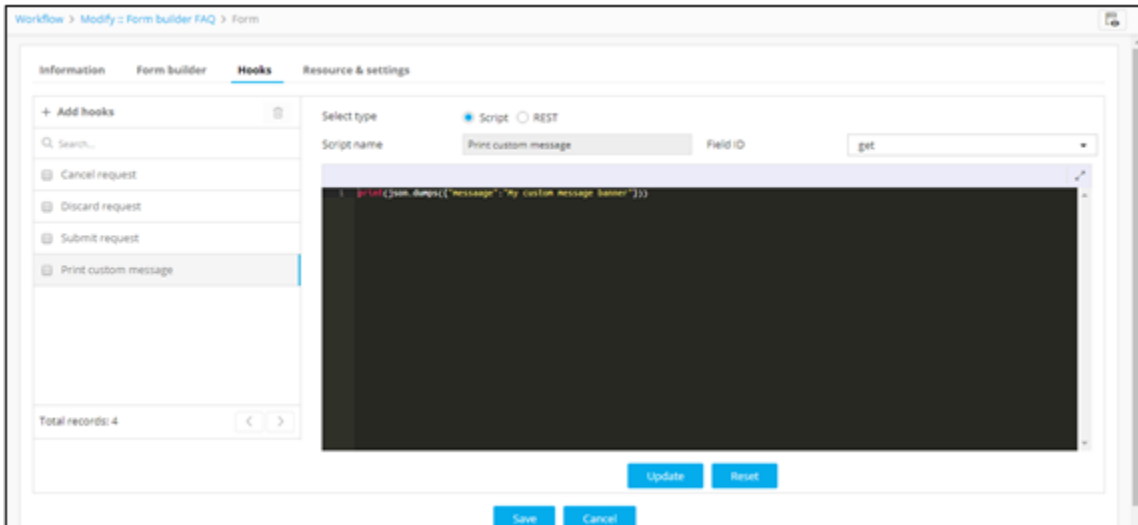 Workflow > Modify :: Form builder FAQ > Form
Information Form builder Hooks Resource & settings
+ Add hooks
Search...
Cancel request
Discard request
Submit request
Print custom message
Total records: 4
Select type Script REST
Script name Print custom message Field ID get
1 print(json.dumps({"messaage":"My custom message banner"}))
Update Reset
Save Cancel